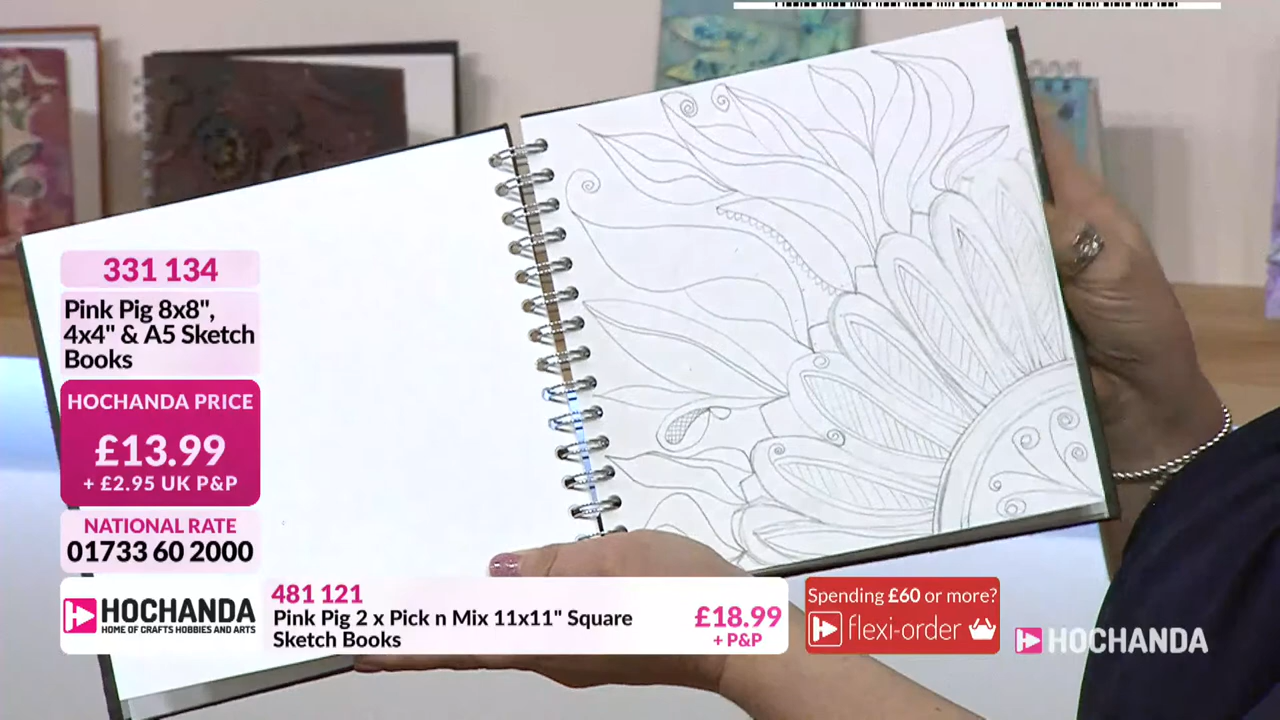 331 134
Pink Pig 8x8",
4x4" & A5 Sketch
Books
HOCHANDA PRICE
£13.99
+ £2.95 UK P&P
NATIONAL RATE
01733 60 2000
HOCHANDA
HOME OF CRAFTS HOBBIES AND ARTS
481 121
Pink Pig 2 x Pick n Mix 11x11" Square
Sketch Books
£18.99
+ P&P
Spending £60 or more?
flexi-order
HOCHANDA